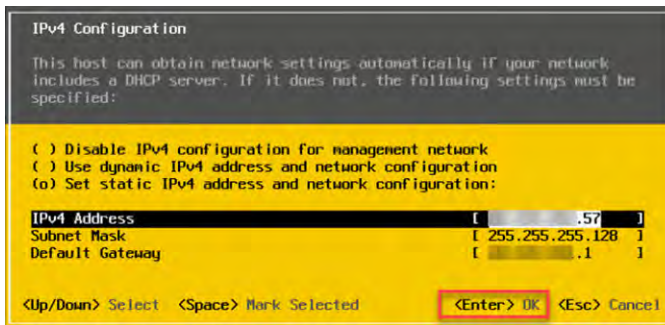 IPv4 Configuration
This host can obtain network settings automatically if your network
includes a DHCP server. If it does not, the following settings must be
specified:
( ) Disable IPv4 configuration for management network
( ) Use dynamic IPv4 address and network configuration
(o) Set static IPv4 address and network configuration:
IPv4 Address [ .57 ]
Subnet Mask [ 255.255.255.128 ]
Default Gateway [ .1 ]
<Up/Down> Select <Space> Mark Selected <Enter> OK <Esc> Cancel